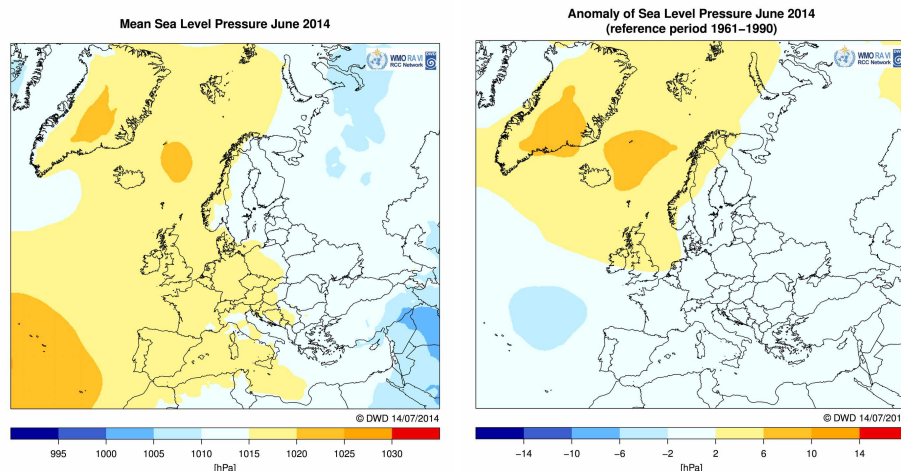 Mean Sea Level Pressure June 2014
WMO RA VI
RCC Network
© DWD 14/07/2014
995 1000 1005 1010 1015 1020 1025 1030
[hPa]
Anomaly of Sea Level Pressure June 2014
(reference period 1961−1990)
WMO RA VI
RCC Network
© DWD 14/07/201
−14 −10 −6 −2 2 6 10 14
[hPa]